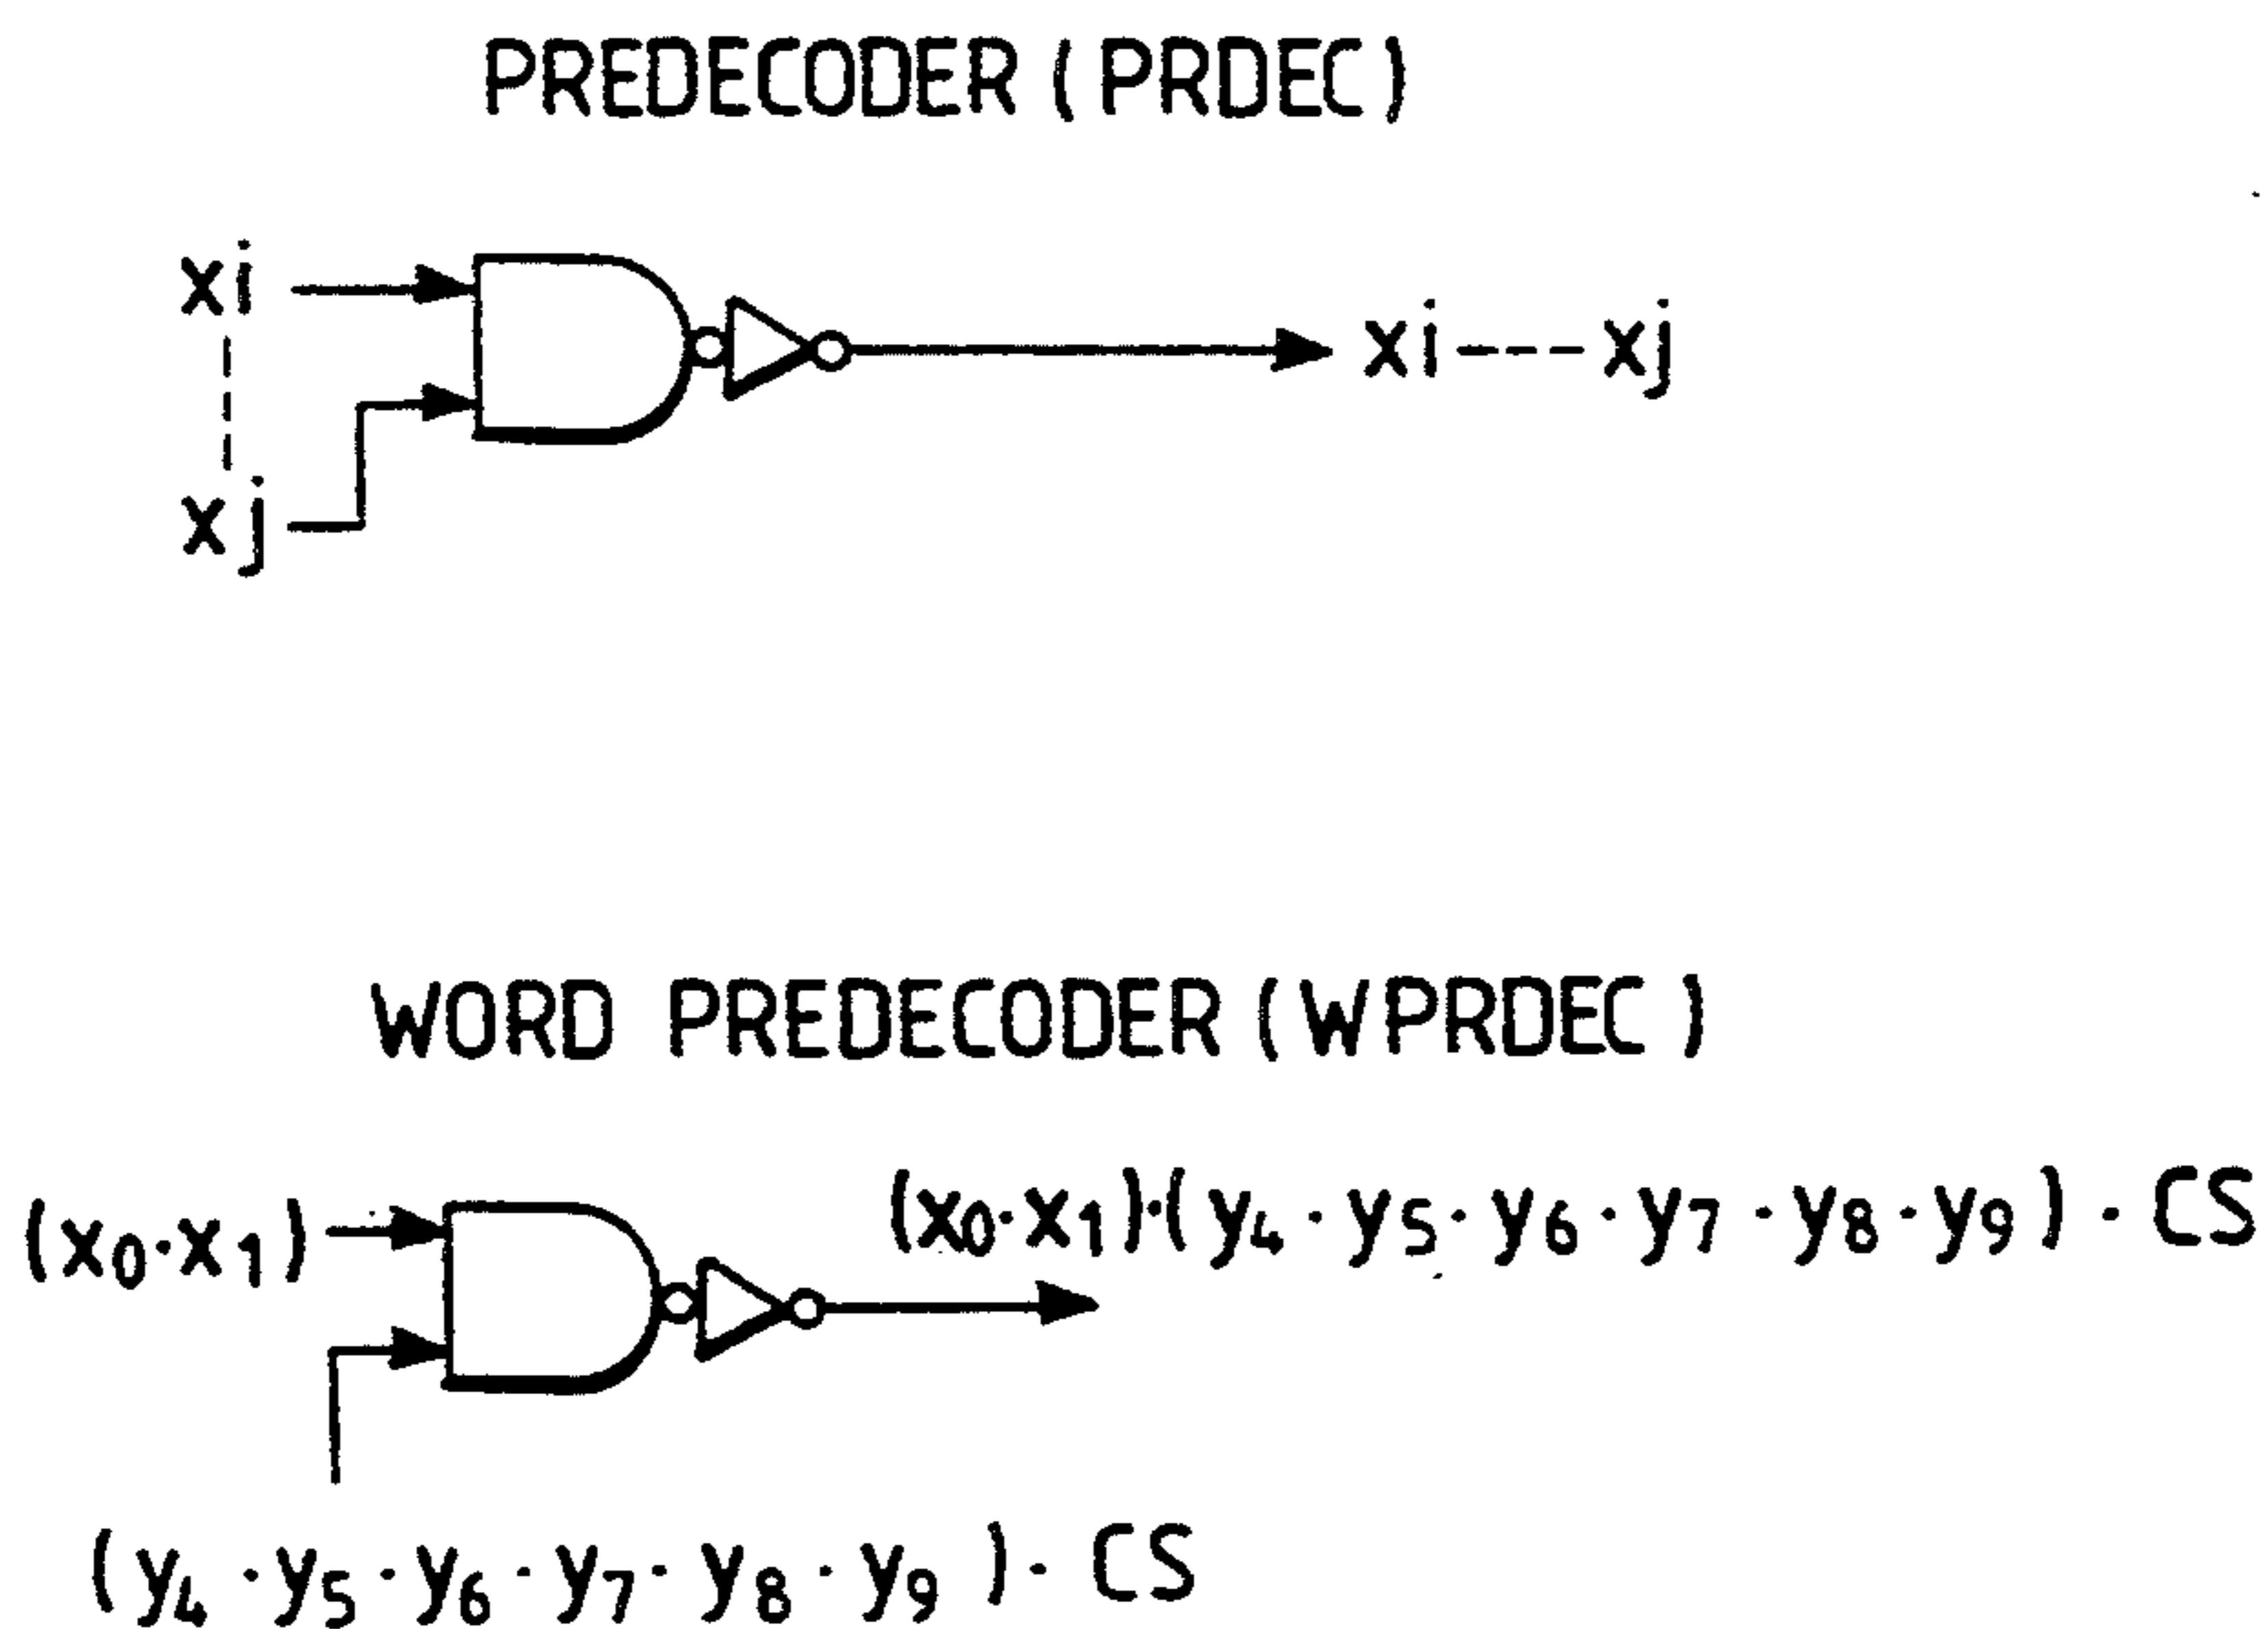 PREDECODER (PRDEC)
xi
xi---xj
xj
WORD PREDECODER (WPRDEC)
(x₀·x₁)
(x₀·x₁)·(y₄·y₅·y₆·y₇·y₈·y₉)·CS
(y₄·y₅·y₆·y₇·y₈·y₉)·CS